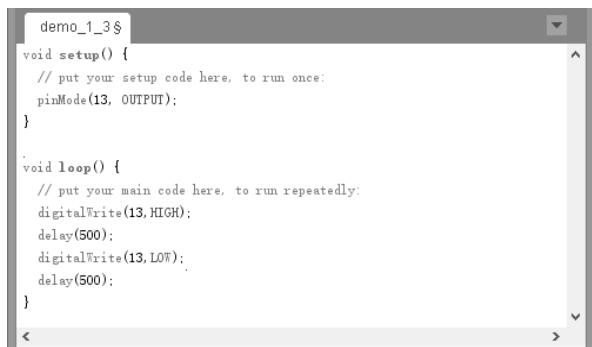 demo_1_3 §
void setup() {
// put your setup code here, to run once:
pinMode(13, OUTPUT);
}
void loop() {
// put your main code here, to run repeatedly:
digitalWrite(13,HIGH);
delay(500);
digitalWrite(13,LOW);
delay(500);
}